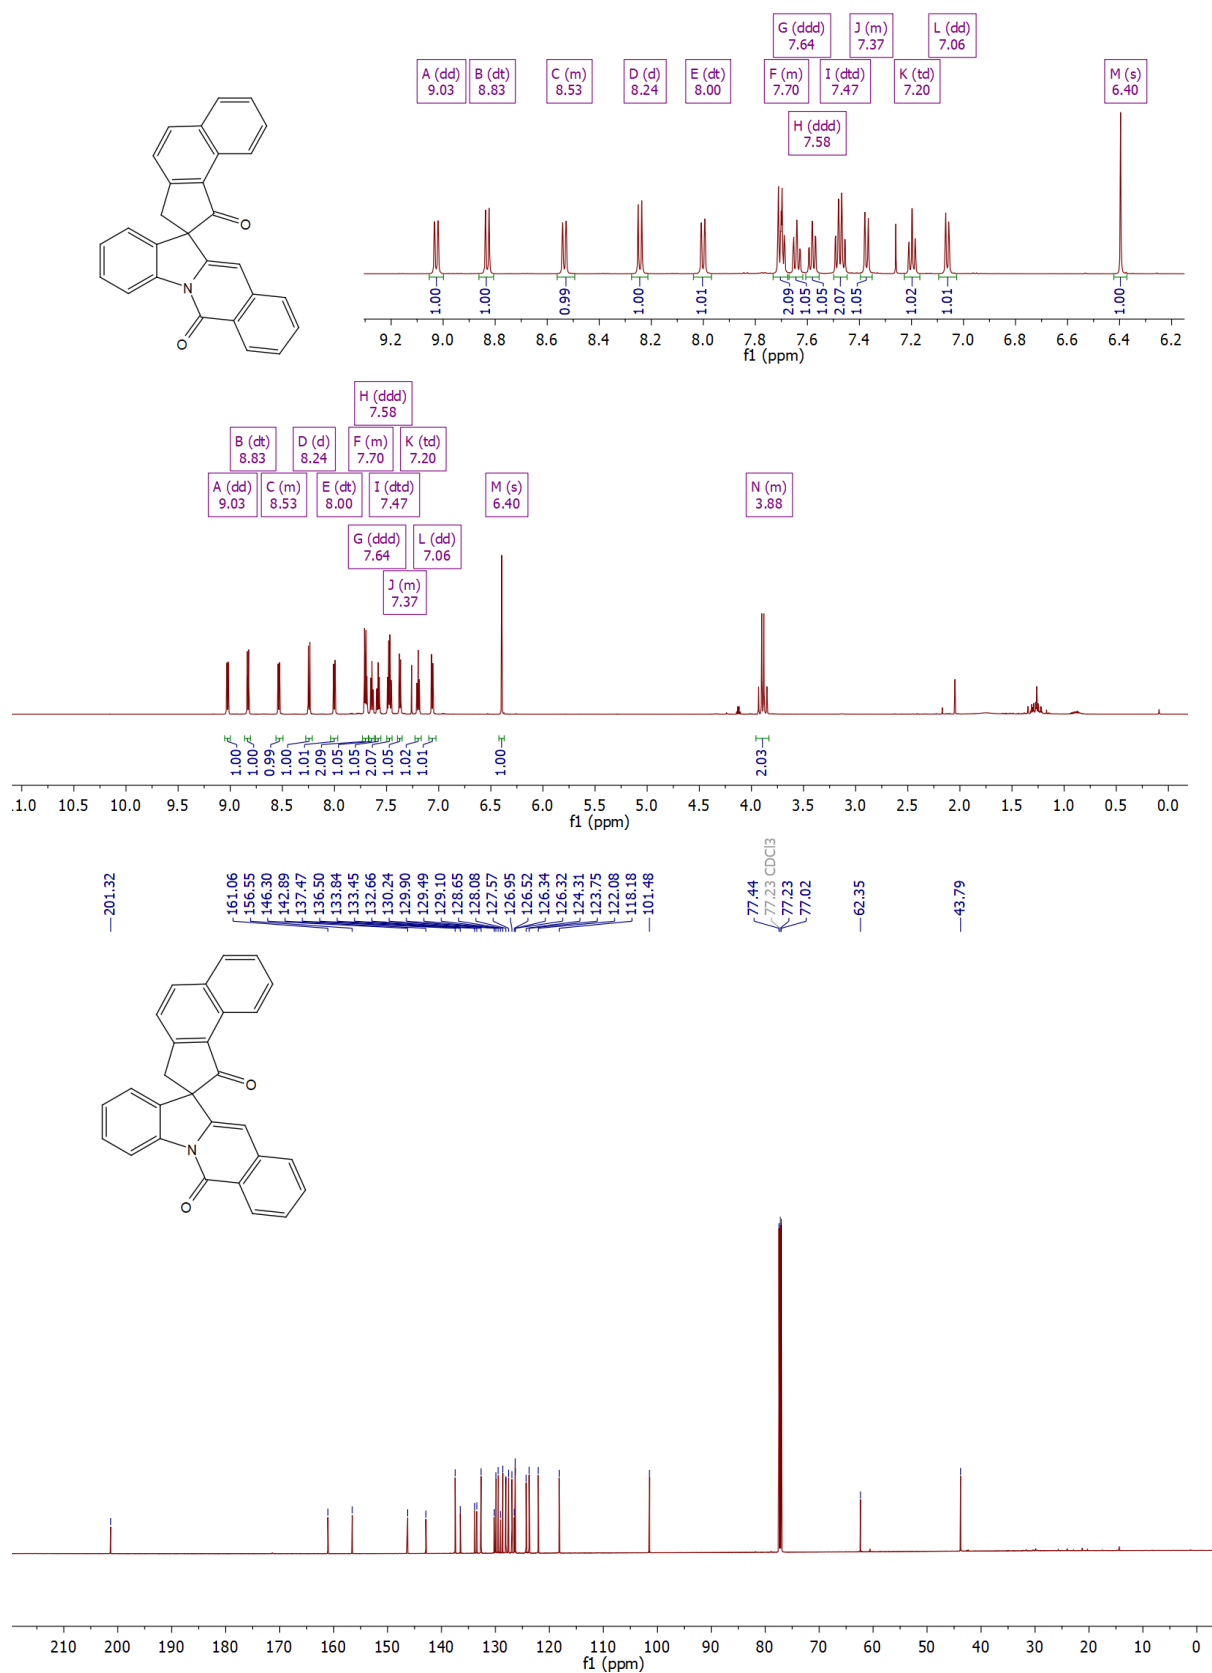 G (ddd) J (m) L (dd)
7.64 7.37 7.06
A (dd) B (dt) C (m) D (d) E (dt) F (m) I (dtd) K (td) M (s)
9.03 8.83 8.53 8.24 8.00 7.70 7.47 7.20 6.40
H (ddd)
7.58
O
N
O
1.00 1.00 0.99 1.00 1.01 2.09 1.05 1.05 2.07 1.05 1.02 1.01 1.00
9.2 9.0 8.8 8.6 8.4 8.2 8.0 7.8 7.6 7.4 7.2 7.0 6.8 6.6 6.4 6.2
f1 (ppm)
H (ddd)
7.58
B (dt) D (d) F (m) K (td)
8.83 8.24 7.70 7.20
A (dd) C (m) E (dt) I (dtd) M (s) N (m)
9.03 8.53 8.00 7.47 6.40 3.88
G (ddd) L (dd)
7.64 7.06
J (m)
7.37
1.00 1.00 0.99 1.00 1.01 2.09 1.05 1.05 2.07 1.05 1.02 1.01 1.00 2.03
1.0 10.5 10.0 9.5 9.0 8.5 8.0 7.5 7.0 6.5 6.0 5.5 5.0 4.5 4.0 3.5 3.0 2.5 2.0 1.5 1.0 0.5 0.0
f1 (ppm)
201.32 161.06 156.55 146.30 142.89 137.47 136.50 133.84 133.45 132.66 130.24 129.90 129.49 129.10 128.65 128.08 127.57 126.95 126.52 126.34 126.32 124.31 123.75 122.08 118.18 101.48 77.44 77.23 CDCl3 77.23 77.02 62.35 43.79
O
N
O
210 200 190 180 170 160 150 140 130 120 110 100 90 80 70 60 50 40 30 20 10 0
f1 (ppm)